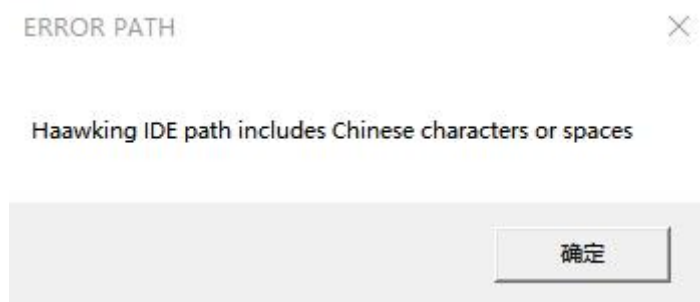 ERROR PATH
Haawking IDE path includes Chinese characters or spaces
确定